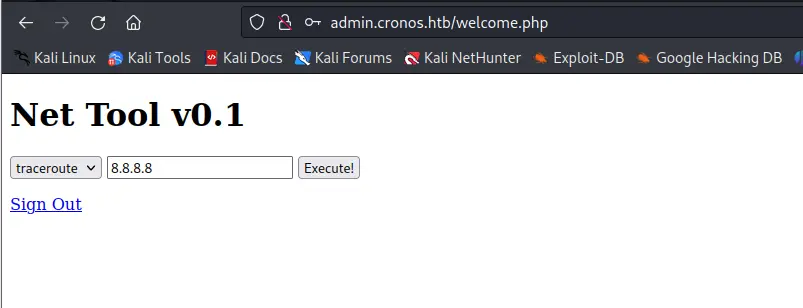 admin.cronos.htb/welcome.php
Kali Linux Kali Tools Kali Docs Kali Forums Kali NetHunter Exploit-DB Google Hacking DB
Net Tool v0.1
traceroute 8.8.8.8 Execute!
Sign Out